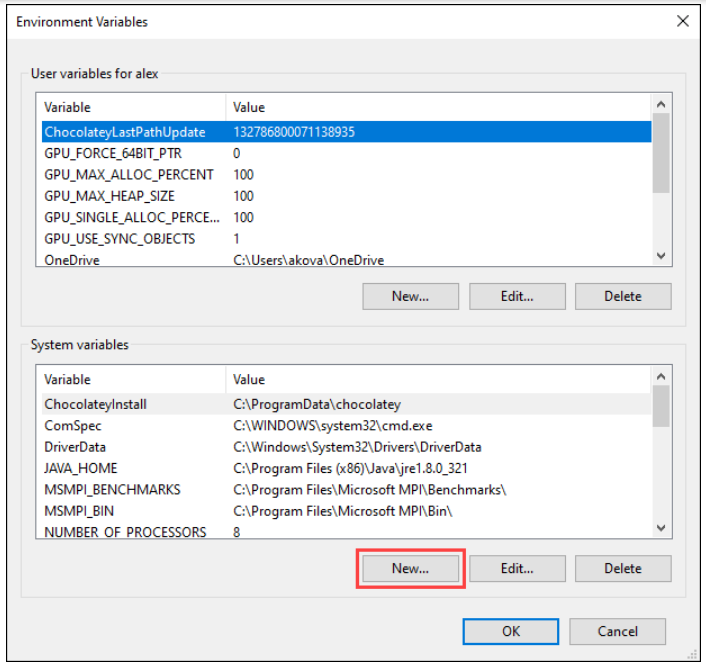 Environment Variables
User variables for alex
Variable Value
ChocolateyLastPathUpdate 132786800071138935
GPU_FORCE_64BIT_PTR 0
GPU_MAX_ALLOC_PERCENT 100
GPU_MAX_HEAP_SIZE 100
GPU_SINGLE_ALLOC_PERCE... 100
GPU_USE_SYNC_OBJECTS 1
OneDrive C:\Users\akova\OneDrive
New... Edit... Delete
System variables
Variable Value
ChocolateyInstall C:\ProgramData\chocolatey
ComSpec C:\WINDOWS\system32\cmd.exe
DriverData C:\Windows\System32\Drivers\DriverData
JAVA_HOME C:\Program Files (x86)\Java\jre1.8.0_321
MSMPI_BENCHMARKS C:\Program Files\Microsoft MPI\Benchmarks\
MSMPI_BIN C:\Program Files\Microsoft MPI\Bin\
NUMBER_OF_PROCESSORS 8
New... Edit... Delete
OK Cancel